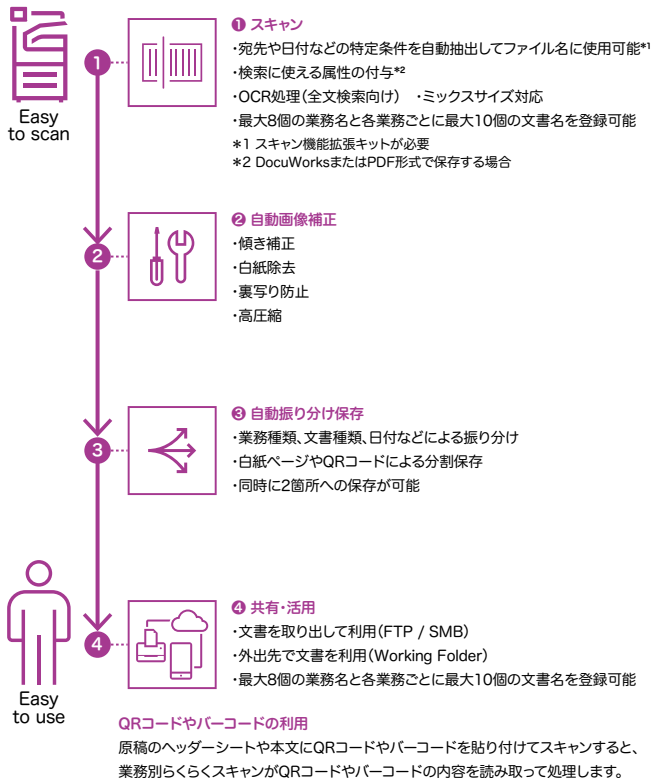 Easy
to scan
1
❶ スキャン
・宛先や日付などの特定条件を自動抽出してファイル名に使用可能*1
・検索に使える属性の付与*2
・OCR処理（全文検索向け）　・ミックスサイズ対応
・最大8個の業務名と各業務ごとに最大10個の文書名を登録可能
＊1 スキャン機能拡張キットが必要
＊2 DocuWorksまたはPDF形式で保存する場合
2
❷ 自動画像補正
・傾き補正
・白紙除去
・裏写り防止
・高圧縮
3
❸ 自動振り分け保存
・業務種類、文書種類、日付などによる振り分け
・白紙ページやQRコードによる分割保存
・同時に2箇所への保存が可能
4
Easy
to use
❹ 共有・活用
・文書を取り出して利用（FTP / SMB）
・外出先で文書を利用（Working Folder）
・最大8個の業務名と各業務ごとに最大10個の文書名を登録可能
QRコードやバーコードの利用
原稿のヘッダーシートや本文にQRコードやバーコードを貼り付けてスキャンすると、
業務別らくらくスキャンがQRコードやバーコードの内容を読み取って処理します。